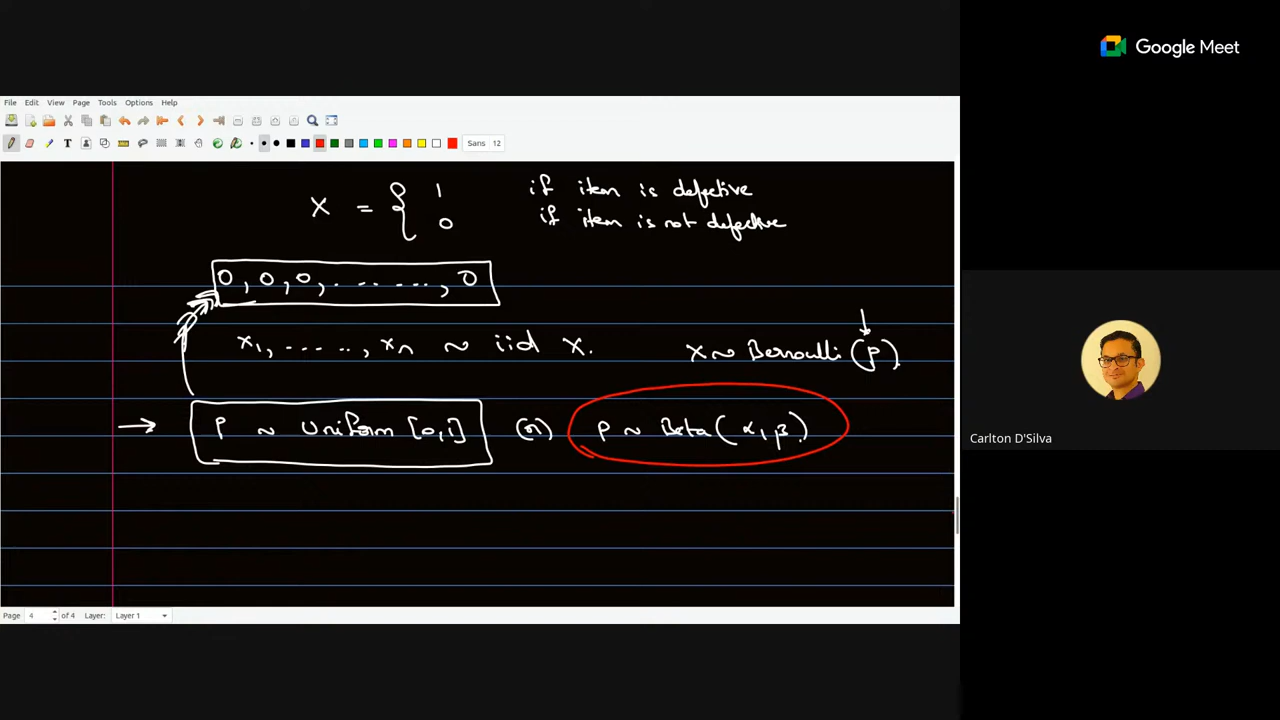 Google Meet
File Edit View Page Tools Options Help
Sans 12
X = { 1 if item is defective
0 if item is not defective
0, 0, 0, ........, 0
x1, ......, xn ~ iid X. X ~ Bernoulli (p).
→ P ~ Uniform [0,1] (or) P ~ Beta (α, β)
Carlton D'Silva
Page 4 of 4 Layer: Layer 1